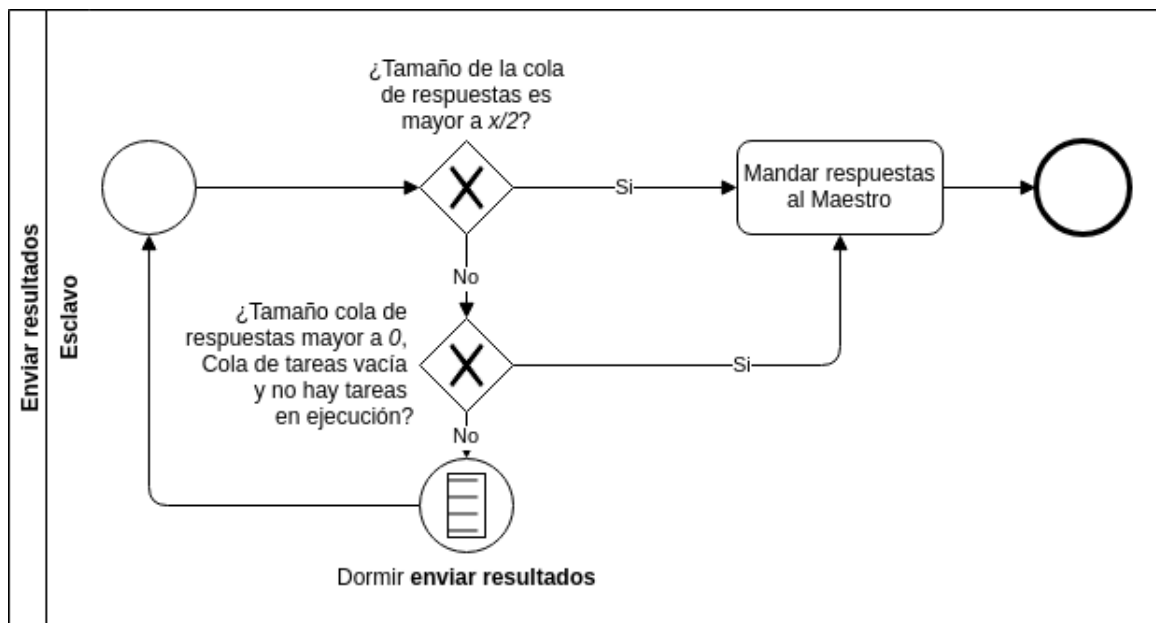 Enviar resultados
Esclavo
¿Tamaño de la cola
de respuestas es
mayor a x/2?
Si
Mandar respuestas
al Maestro
No
¿Tamaño cola de
respuestas mayor a 0,
Cola de tareas vacía
y no hay tareas
en ejecución?
Si
No
Dormir enviar resultados